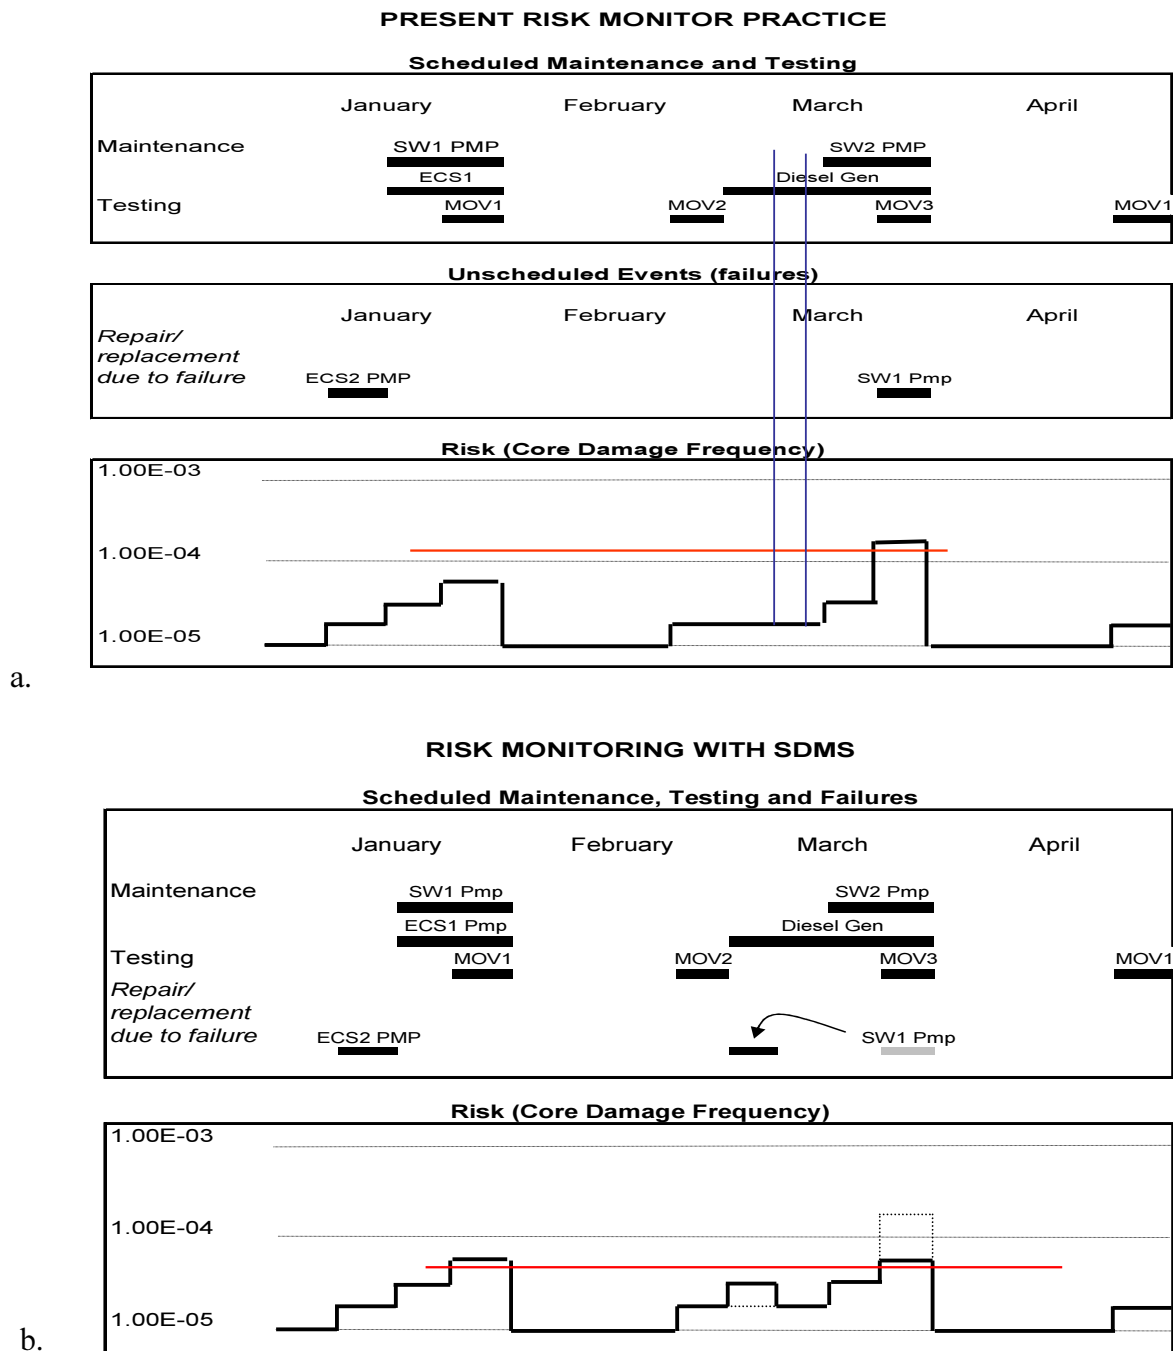 PRESENT RISK MONITOR PRACTICE
Scheduled Maintenance and Testing
January February March April
Maintenance SW1 PMP SW2 PMP
ECS1 Diesel Gen
Testing MOV1 MOV2 MOV3 MOV1
Unscheduled Events (failures)
January February March April
Repair/
replacement
due to failure ECS2 PMP SW1 Pmp
Risk (Core Damage Frequency)
1.00E-03
1.00E-04
1.00E-05
a.
RISK MONITORING WITH SDMS
Scheduled Maintenance, Testing and Failures
January February March April
Maintenance SW1 Pmp SW2 Pmp
ECS1 Pmp Diesel Gen
Testing MOV1 MOV2 MOV3 MOV1
Repair/
replacement
due to failure ECS2 PMP SW1 Pmp
Risk (Core Damage Frequency)
1.00E-03
1.00E-04
1.00E-05
b.